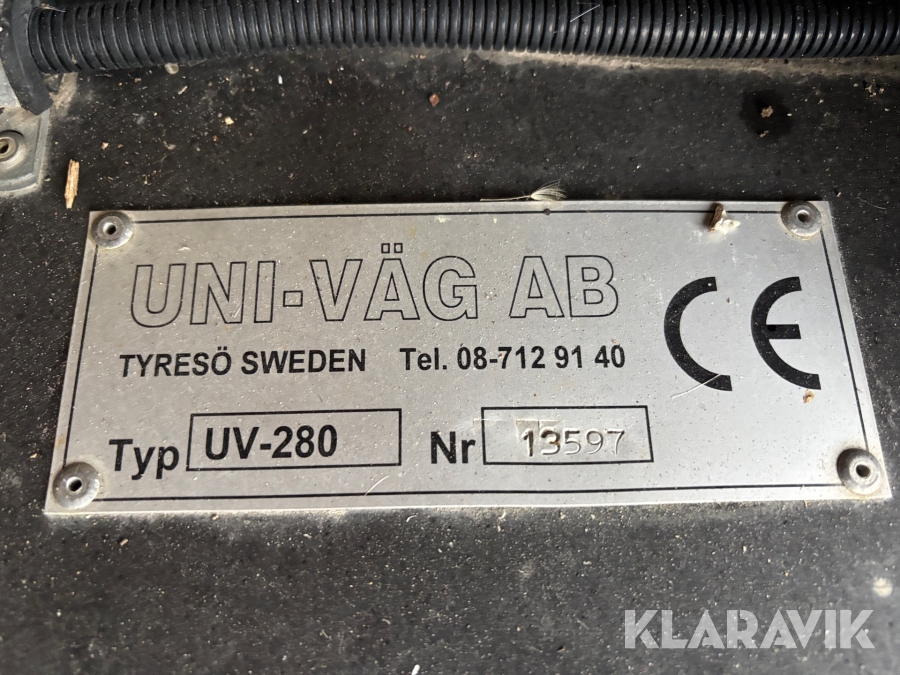 UNI-VÄG AB
TYRESÖ SWEDEN Tel. 08-712 91 40
CE
Typ UV-280 Nr 13597
KLARAVIK